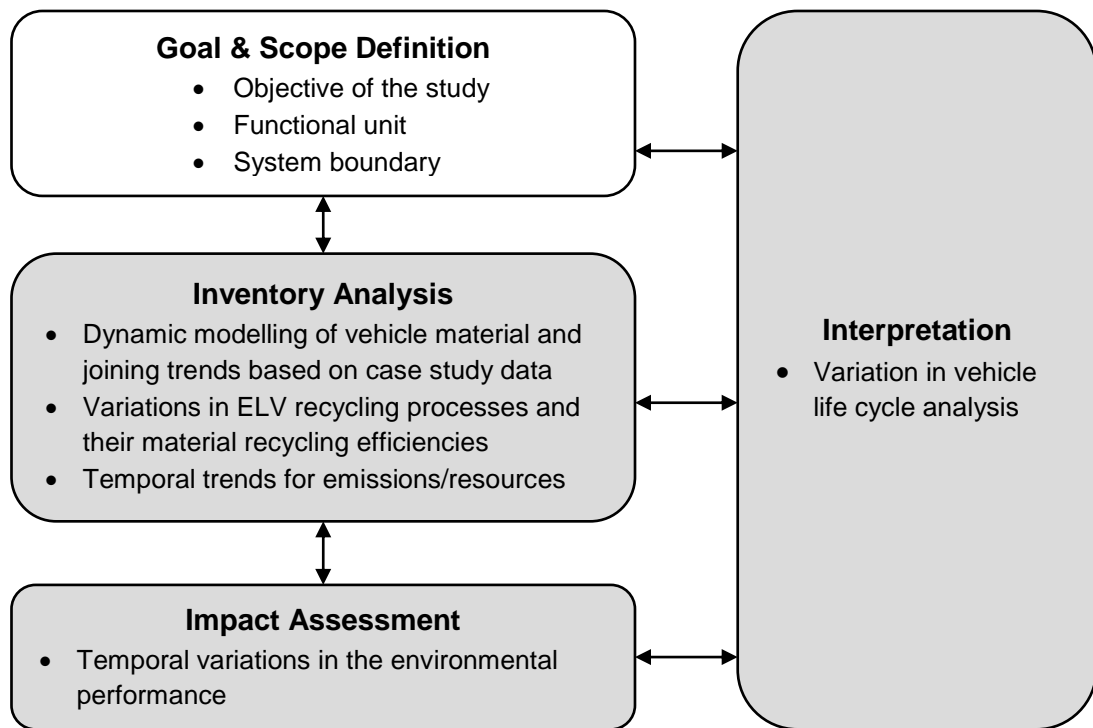 Goal & Scope Definition
• Objective of the study
• Functional unit
• System boundary
Inventory Analysis
• Dynamic modelling of vehicle material and
joining trends based on case study data
• Variations in ELV recycling processes and
their material recycling efficiencies
• Temporal trends for emissions/resources
Impact Assessment
• Temporal variations in the environmental
performance
Interpretation
• Variation in vehicle
life cycle analysis